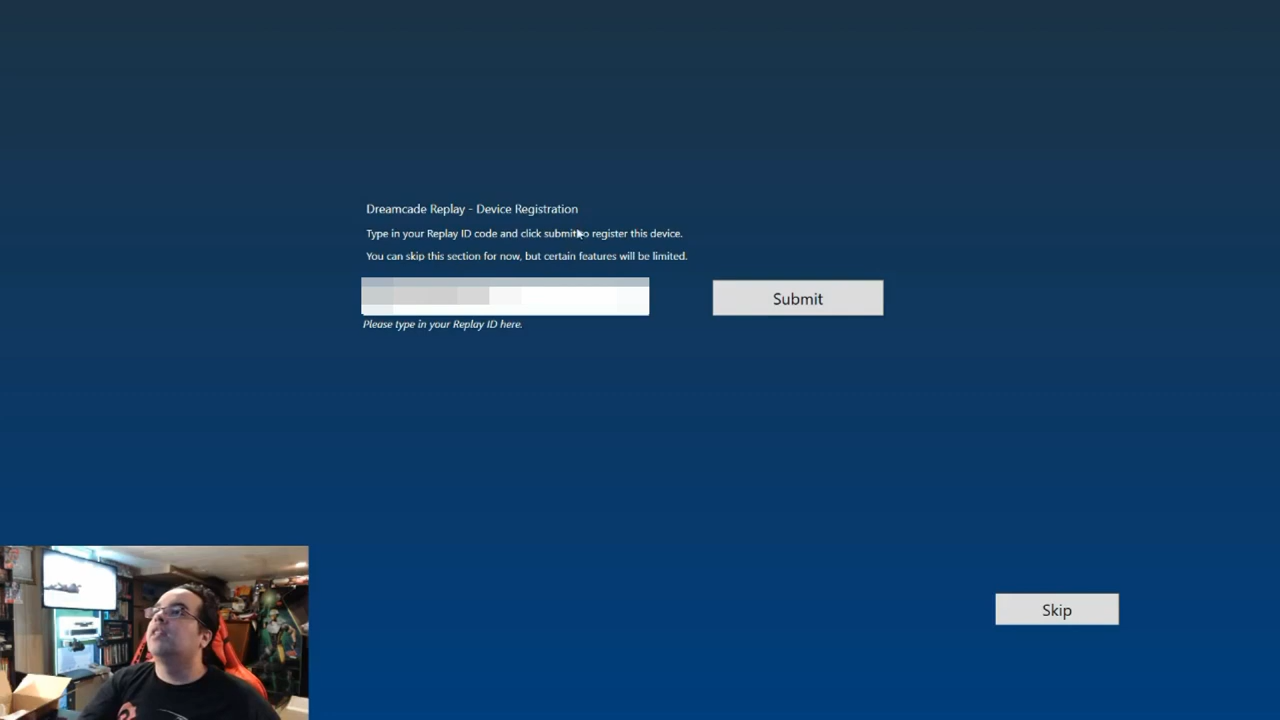 Dreamcade Replay - Device Registration
Type in your Replay ID code and click submit to register this device.
You can skip this section for now, but certain features will be limited.
Submit
Please type in your Replay ID here.
Skip